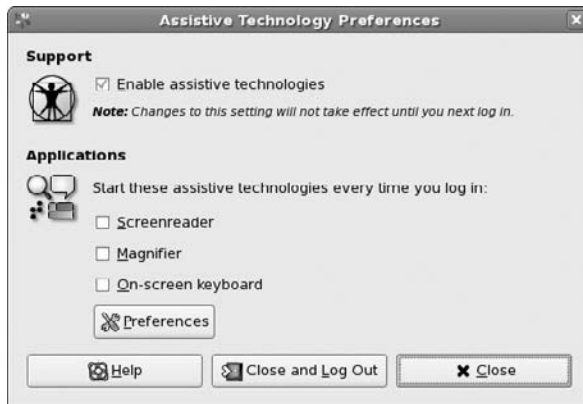 Assistive Technology Preferences
Support
Enable assistive technologies
Note: Changes to this setting will not take effect until you next log in.
Applications
Start these assistive technologies every time you log in:
Screenreader
Magnifier
On-screen keyboard
Preferences
Help
Close and Log Out
Close